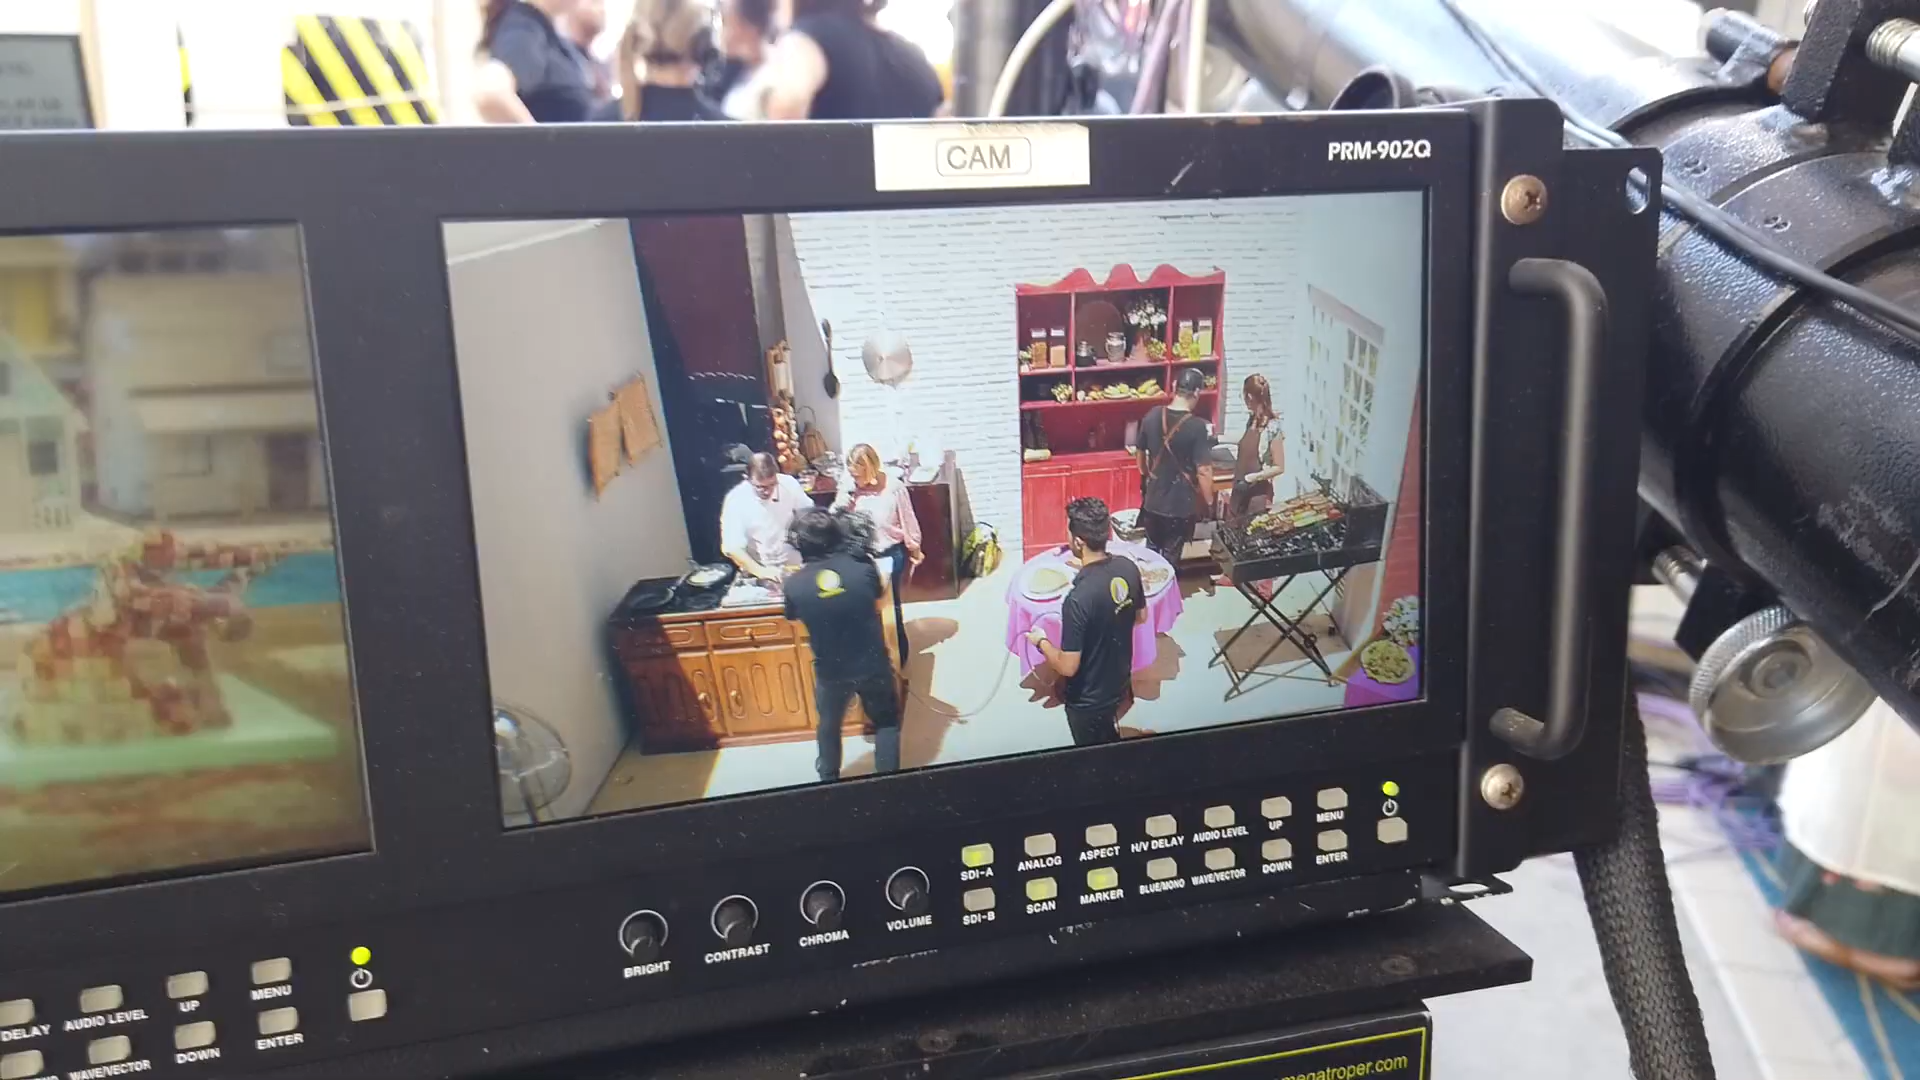 CAM
PRM-902Q
SDI-A
ANALOG
ASPECT
H/V DELAY
AUDIO LEVEL
UP
MENU
SDI-B
SCAN
MARKER
BLUE/MONO
WAVE/VECTOR
DOWN
ENTER
BRIGHT
CONTRAST
CHROMA
VOLUME
DELAY
AUDIO LEVEL
UP
MENU
WAVE/VECTOR
DOWN
ENTER
megatroper.com